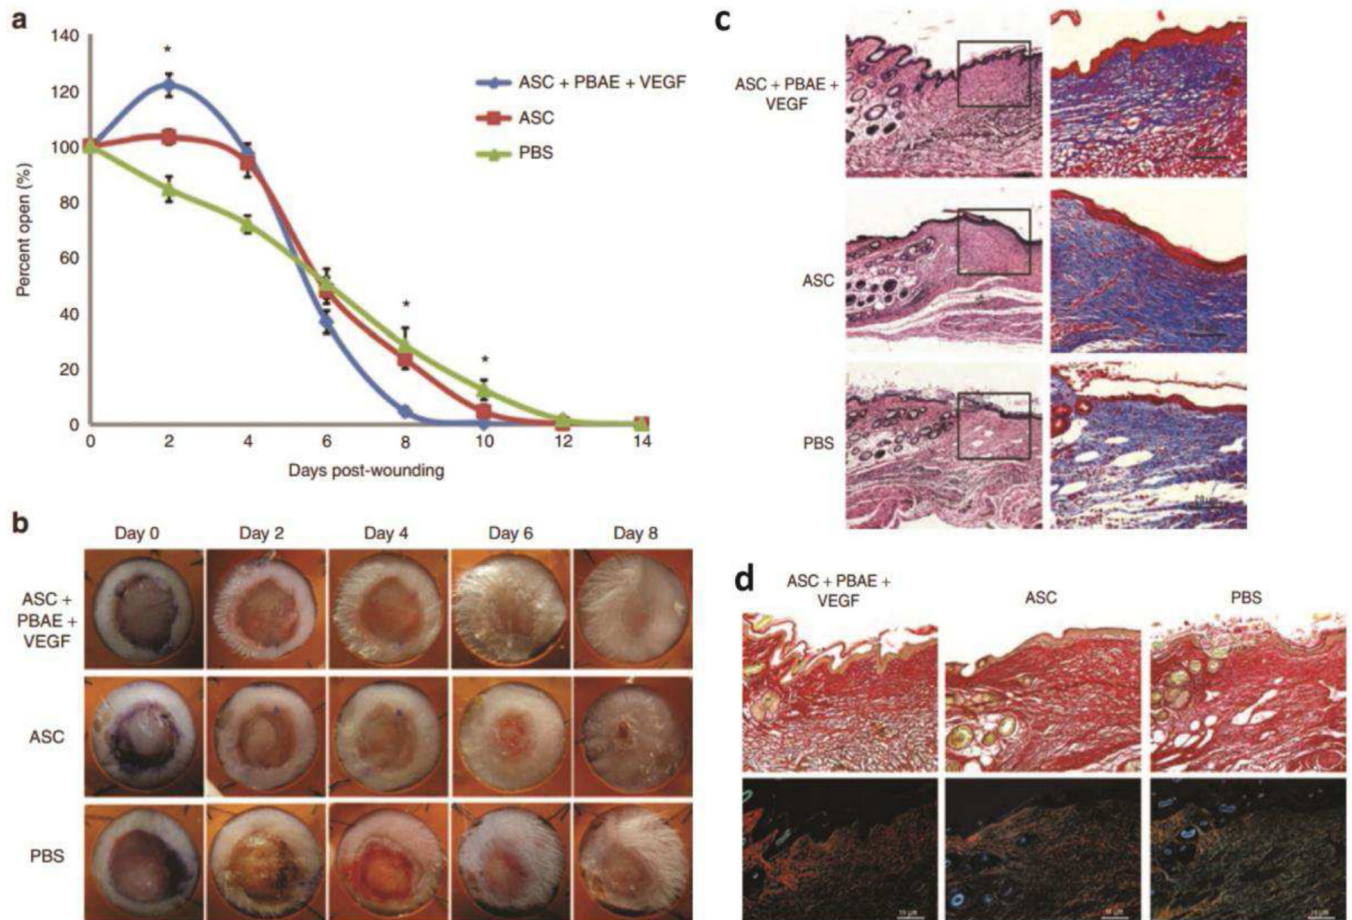 a
140
120
100
80
60
40
20
0
Percent open (%)
*
*
*
ASC + PBAE + VEGF
ASC
PBS
0 2 4 6 8 10 12 14
Days post-wounding
b
Day 0 Day 2 Day 4 Day 6 Day 8
ASC +
PBAE +
VEGF
ASC
PBS
c
ASC + PBAE +
VEGF
ASC
PBS
d
ASC + PBAE +
VEGF
ASC
PBS